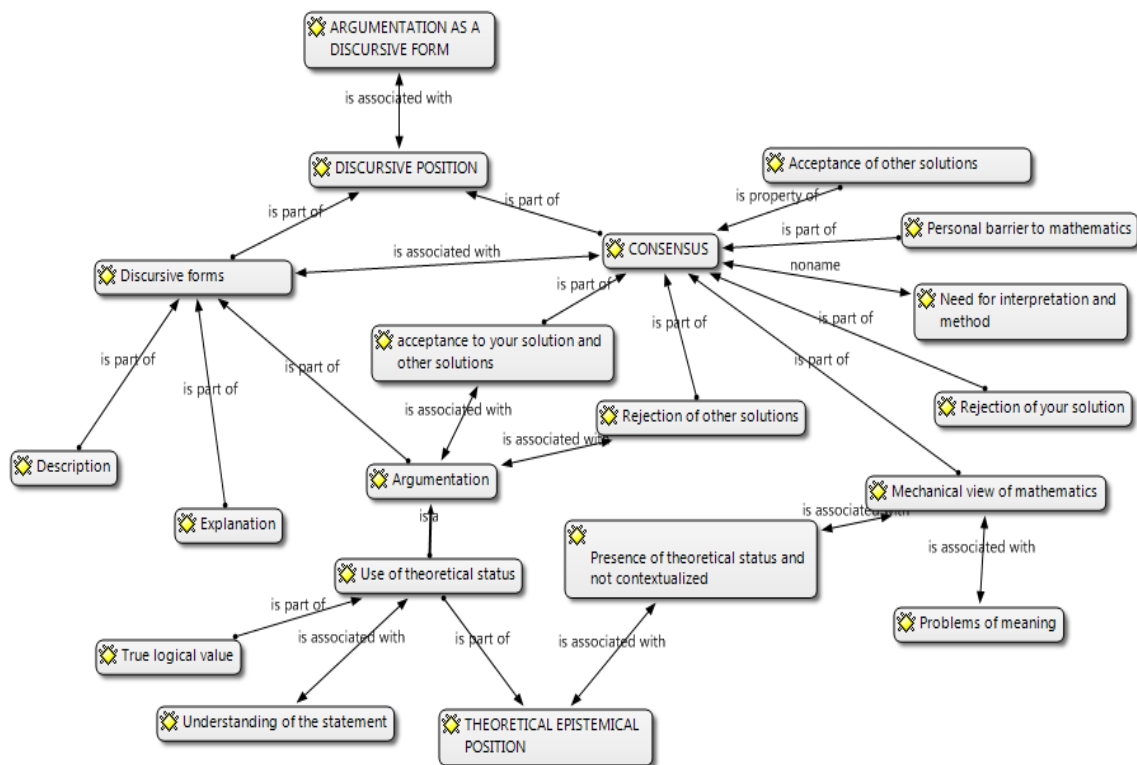 ARGUMENTATION AS A
DISCURSIVE FORM
is associated with
DISCURSIVE POSITION
Acceptance of other solutions
is property of
is part of
is part of
is part of
Personal barrier to mathematics
is associated with
CONSENSUS
noname
Discursive forms
is part of
Need for interpretation and
method
is part of
is part of
acceptance to your solution and
other solutions
is part of
is part of
is part of
is part of
is associated with
Rejection of other solutions
Rejection of your solution
is associated with
Description
Argumentation
Mechanical view of mathematics
is a
is associated with
Explanation
Presence of theoretical status and
not contextualized
is associated with
Use of theoretical status
is part of
is associated with
is part of
is associated with
Problems of meaning
True logical value
Understanding of the statement
THEORETICAL EPISTEMICAL
POSITION